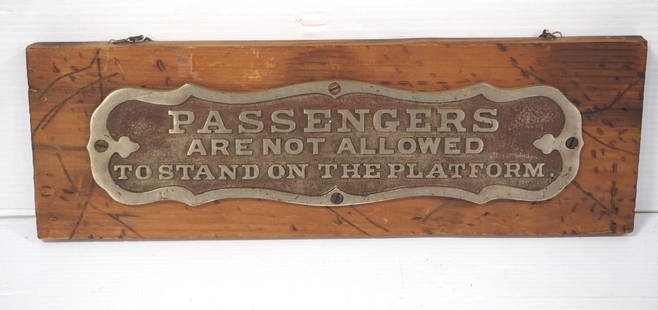 PASSENGERS
ARE NOT ALLOWED
TO STAND ON THE PLATFORM.